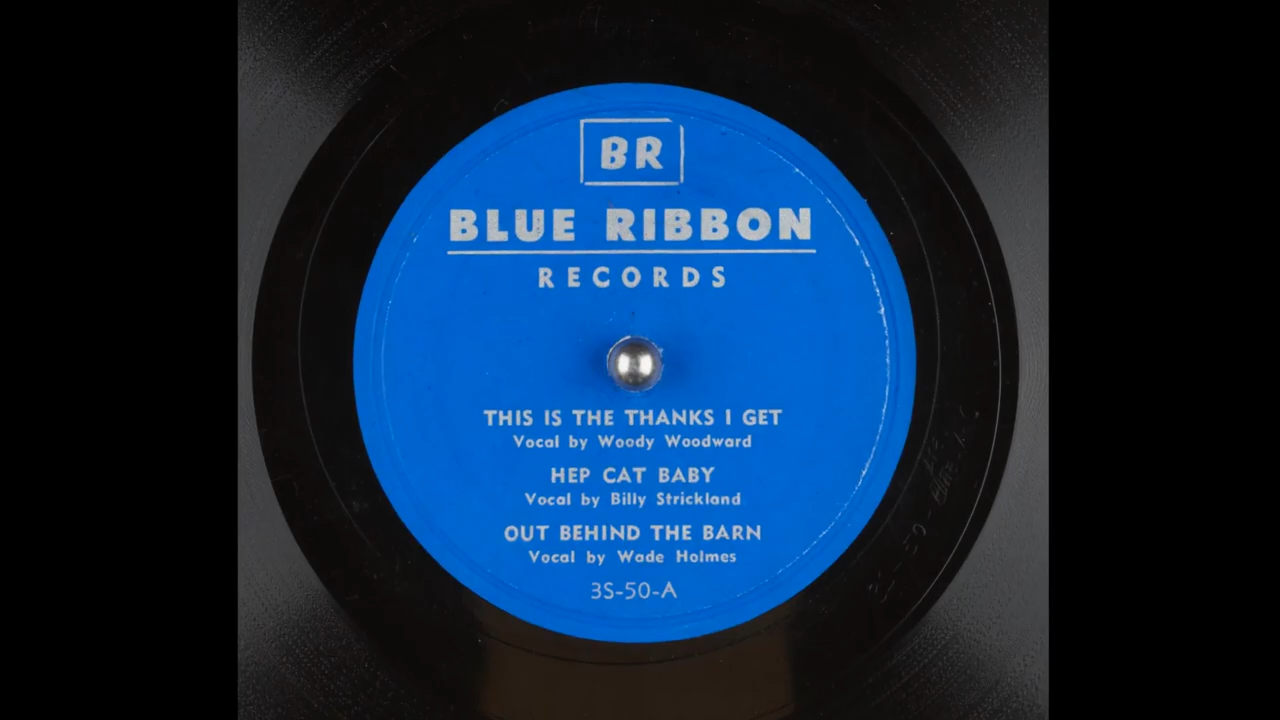 BR
BLUE RIBBON
RECORDS
THIS IS THE THANKS I GET
Vocal by Woody Woodward
HEP CAT BABY
Vocal by Billy Strickland
OUT BEHIND THE BARN
Vocal by Wade Holmes
3S-50-A